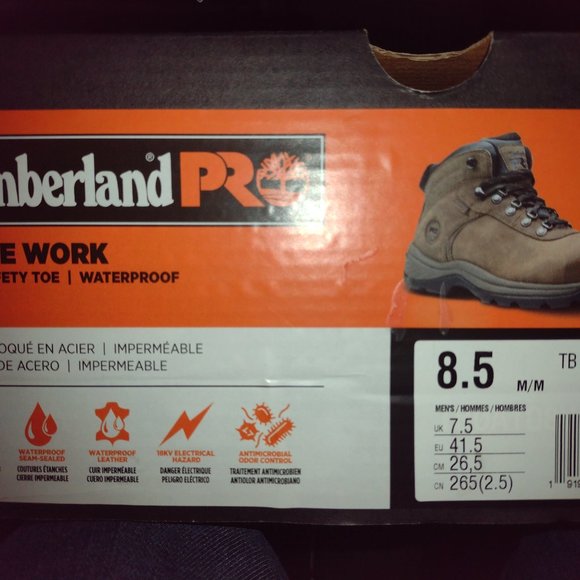 mberland® PRO
E WORK
FETY TOE | WATERPROOF
OQUÉ EN ACIER | IMPERMÉABLE
DE ACERO | IMPERMEABLE
WATERPROOF
SEAM-SEALED
COUTURES ÉTANCHES
CIERRE IMPERMEABLE
WATERPROOF
LEATHER
CUIR IMPERMÉABLE
CUERO IMPERMEABLE
18KV ELECTRICAL
HAZARD
DANGER ÉLECTRIQUE
PELIGRO ELÉCTRICO
ANTIMICROBIAL
ODOR CONTROL
TRAITEMENT ANTIMICROBIEN
ANTIOLOR ANTIMICROBIANO
8.5 M/M TB
MEN'S / HOMMES / HOMBRES
UK 7.5
EU 41.5
CM 26,5
CN 265(2.5)
1 919